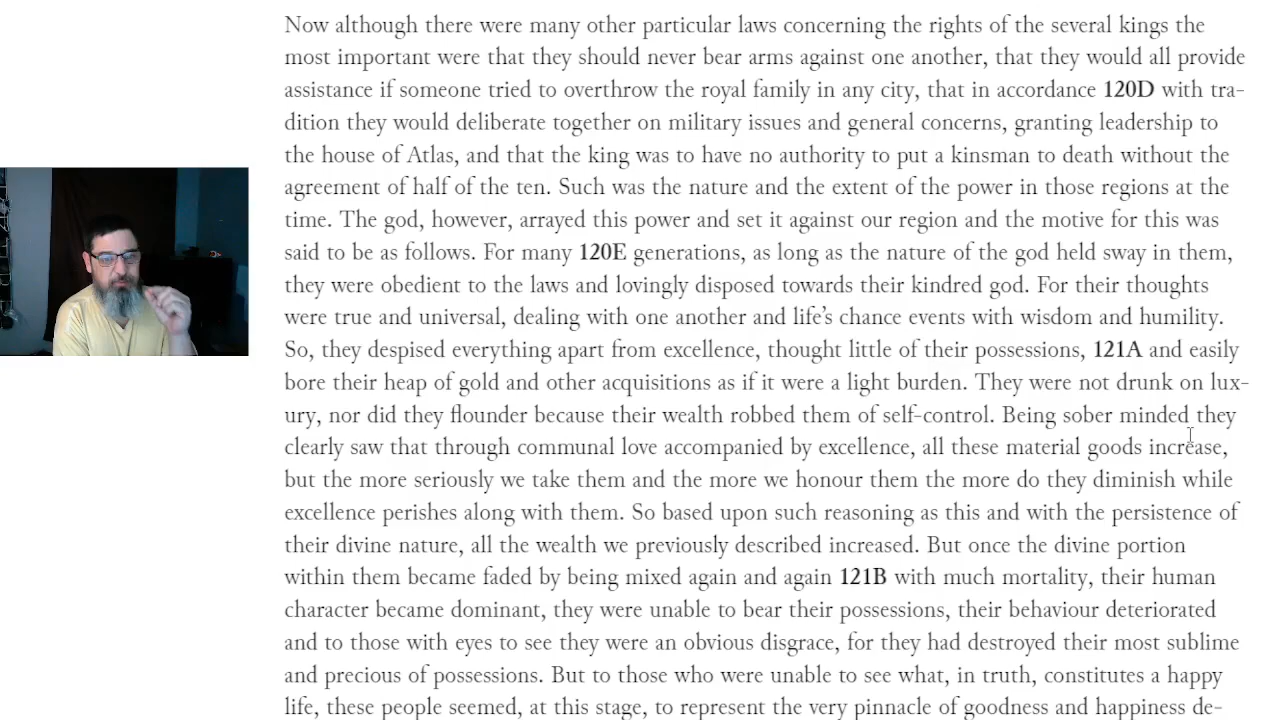 Now although there were many other particular laws concerning the rights of the several kings the
most important were that they should never bear arms against one another, that they would all provide
assistance if someone tried to overthrow the royal family in any city, that in accordance 120D with tra-
dition they would deliberate together on military issues and general concerns, granting leadership to
the house of Atlas, and that the king was to have no authority to put a kinsman to death without the
agreement of half of the ten. Such was the nature and the extent of the power in those regions at the
time. The god, however, arrayed this power and set it against our region and the motive for this was
said to be as follows. For many 120E generations, as long as the nature of the god held sway in them,
they were obedient to the laws and lovingly disposed towards their kindred god. For their thoughts
were true and universal, dealing with one another and life's chance events with wisdom and humility.
So, they despised everything apart from excellence, thought little of their possessions, 121A and easily
bore their heap of gold and other acquisitions as if it were a light burden. They were not drunk on lux-
ury, nor did they flounder because their wealth robbed them of self-control. Being sober minded they
clearly saw that through communal love accompanied by excellence, all these material goods increase,
but the more seriously we take them and the more we honour them the more do they diminish while
excellence perishes along with them. So based upon such reasoning as this and with the persistence of
their divine nature, all the wealth we previously described increased. But once the divine portion
within them became faded by being mixed again and again 121B with much mortality, their human
character became dominant, they were unable to bear their possessions, their behaviour deteriorated
and to those with eyes to see they were an obvious disgrace, for they had destroyed their most sublime
and precious of possessions. But to those who were unable to see what, in truth, constitutes a happy
life, these people seemed, at this stage, to represent the very pinnacle of goodness and happiness de-